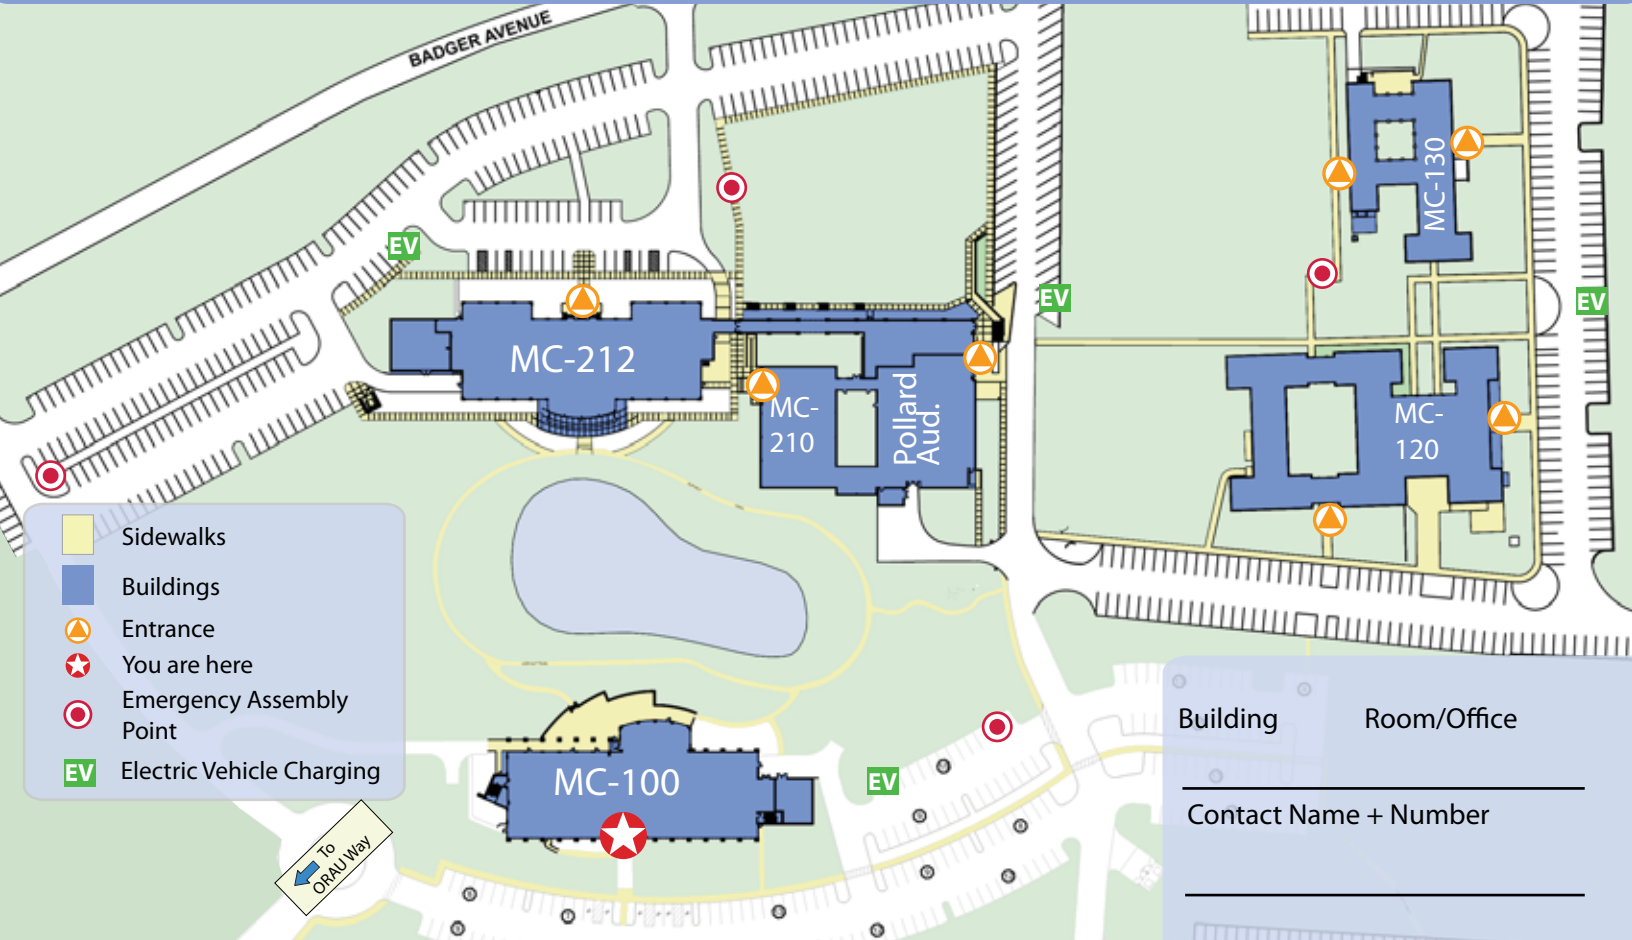 BADGER AVENUE
EV
EV
EV
MC-130
MC-212
MC-
210
Pollard
Aud.
MC-
120
Sidewalks
Buildings
Entrance
You are here
Emergency Assembly
Point
EV Electric Vehicle Charging
To
ORAU Way
MC-100
EV
Building Room/Office
Contact Name + Number